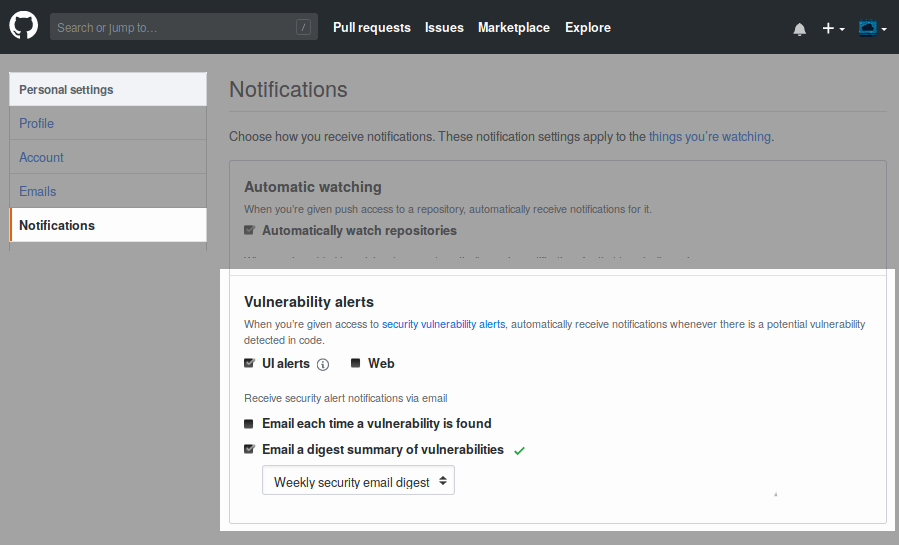 Search or jump to…
/
Pull requests Issues Marketplace Explore
Personal settings
Profile
Account
Emails
Notifications
Notifications
Choose how you receive notifications. These notification settings apply to the things you're watching.
Automatic watching
When you're given push access to a repository, automatically receive notifications for it.
Automatically watch repositories
Vulnerability alerts
When you're given access to security vulnerability alerts, automatically receive notifications whenever there is a potential vulnerability
detected in code.
UI alerts Web
Receive security alert notifications via email
Email each time a vulnerability is found
Email a digest summary of vulnerabilities
Weekly security email digest